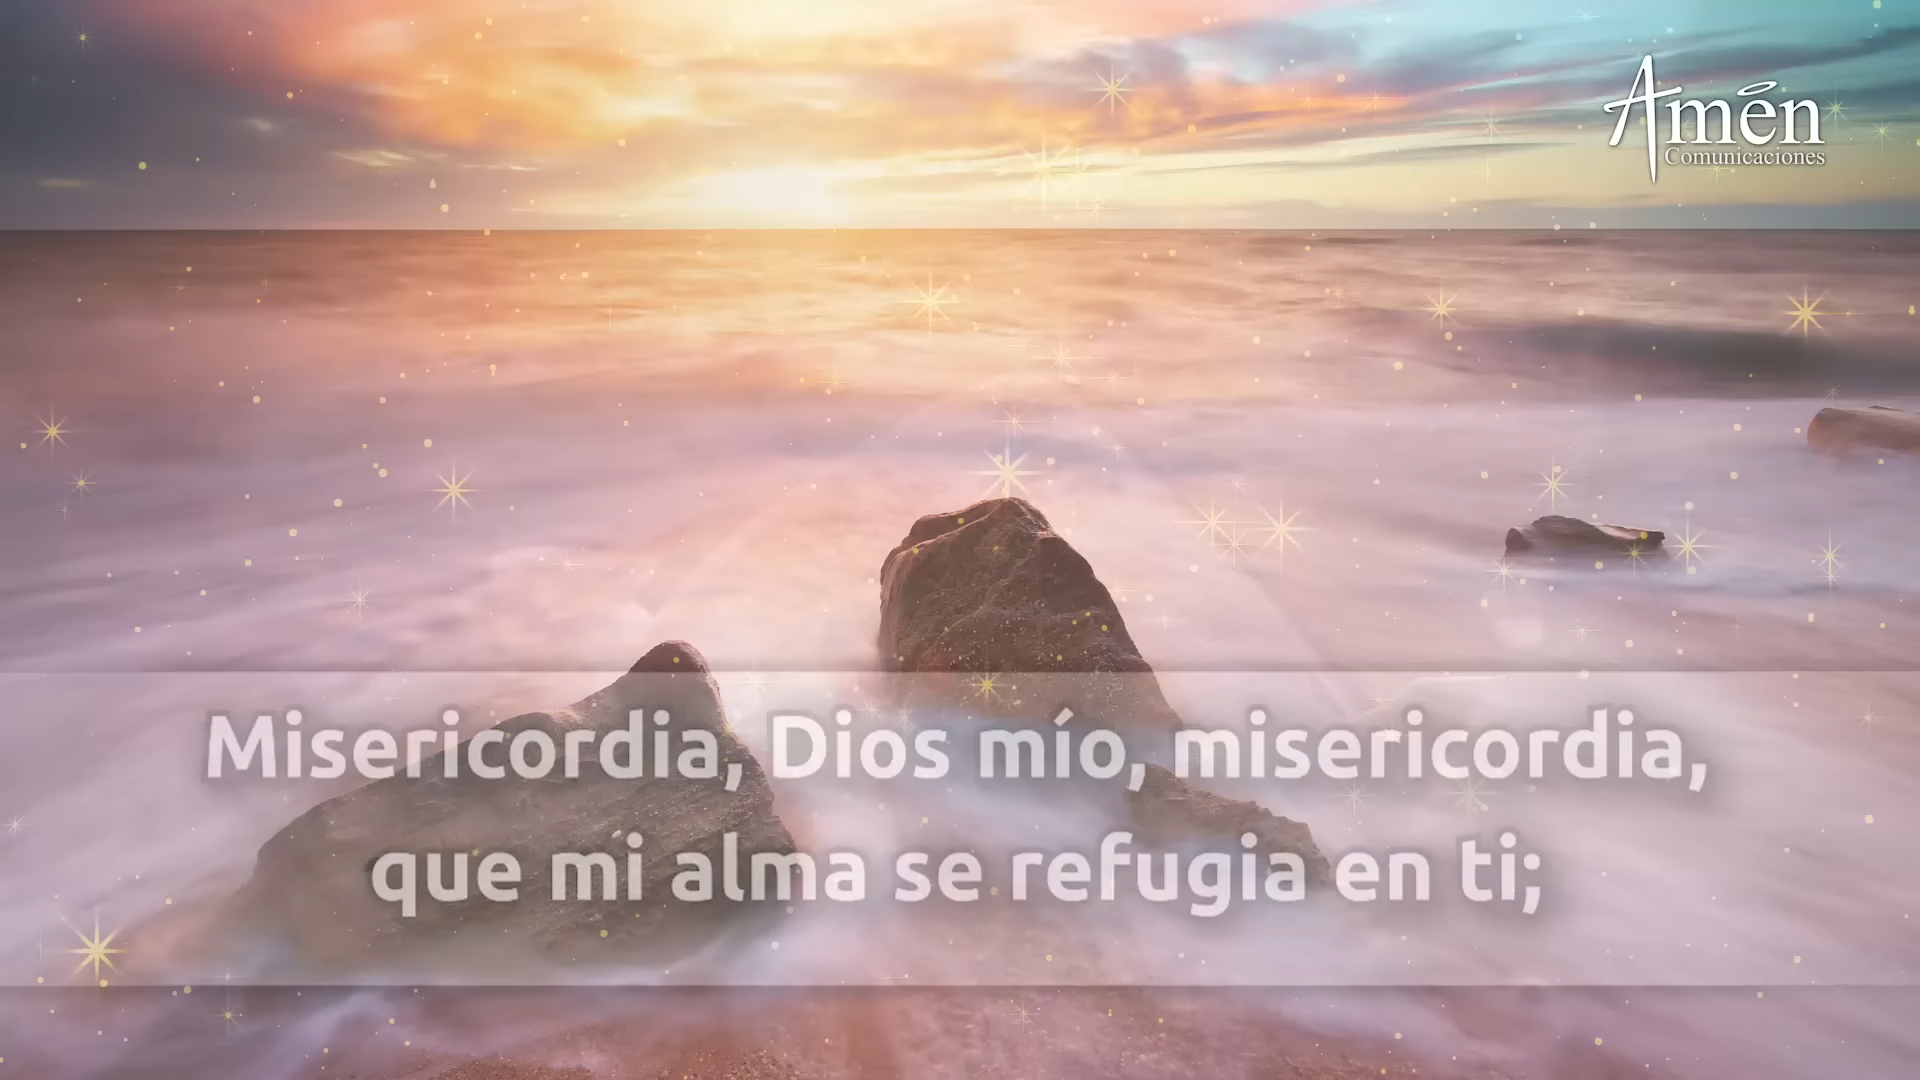 Amén
Comunicaciones
Misericordia, Dios mío, misericordia,
que mi alma se refugia en ti;